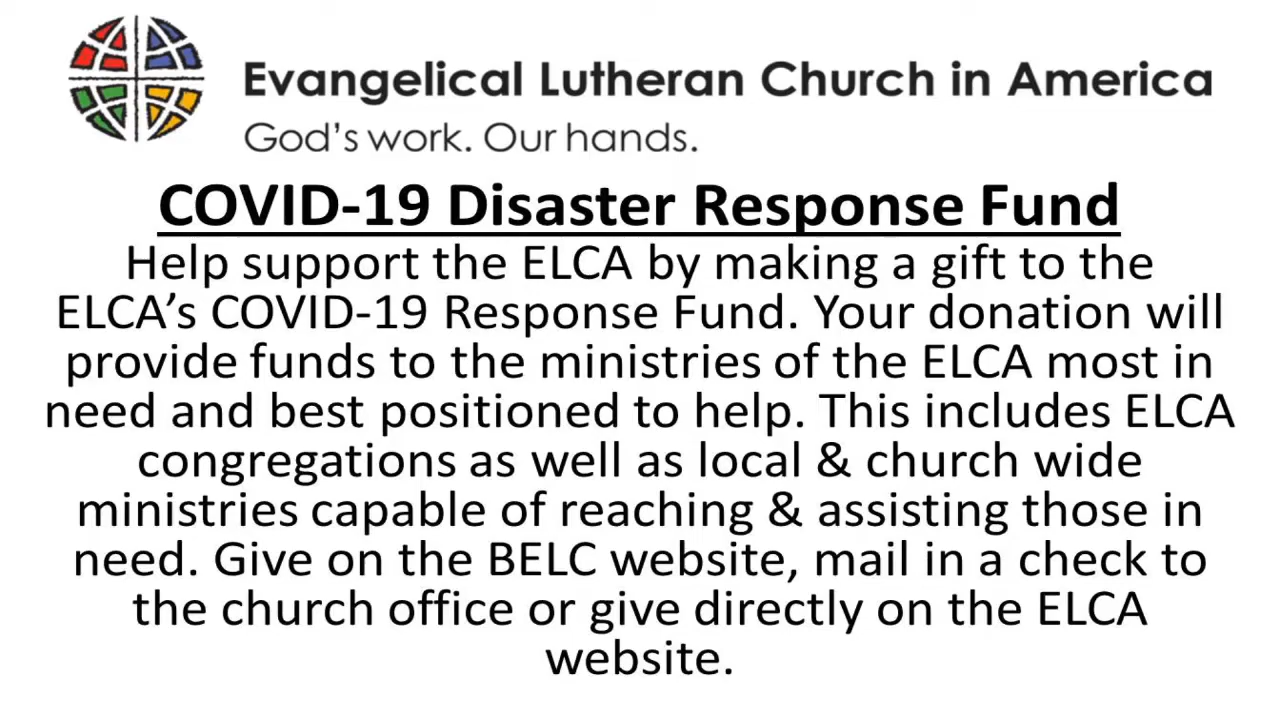 Evangelical Lutheran Church in America
God's work. Our hands.
COVID-19 Disaster Response Fund
Help support the ELCA by making a gift to the
ELCA's COVID-19 Response Fund. Your donation will
provide funds to the ministries of the ELCA most in
need and best positioned to help. This includes ELCA
congregations as well as local & church wide
ministries capable of reaching & assisting those in
need. Give on the BELC website, mail in a check to
the church office or give directly on the ELCA
website.